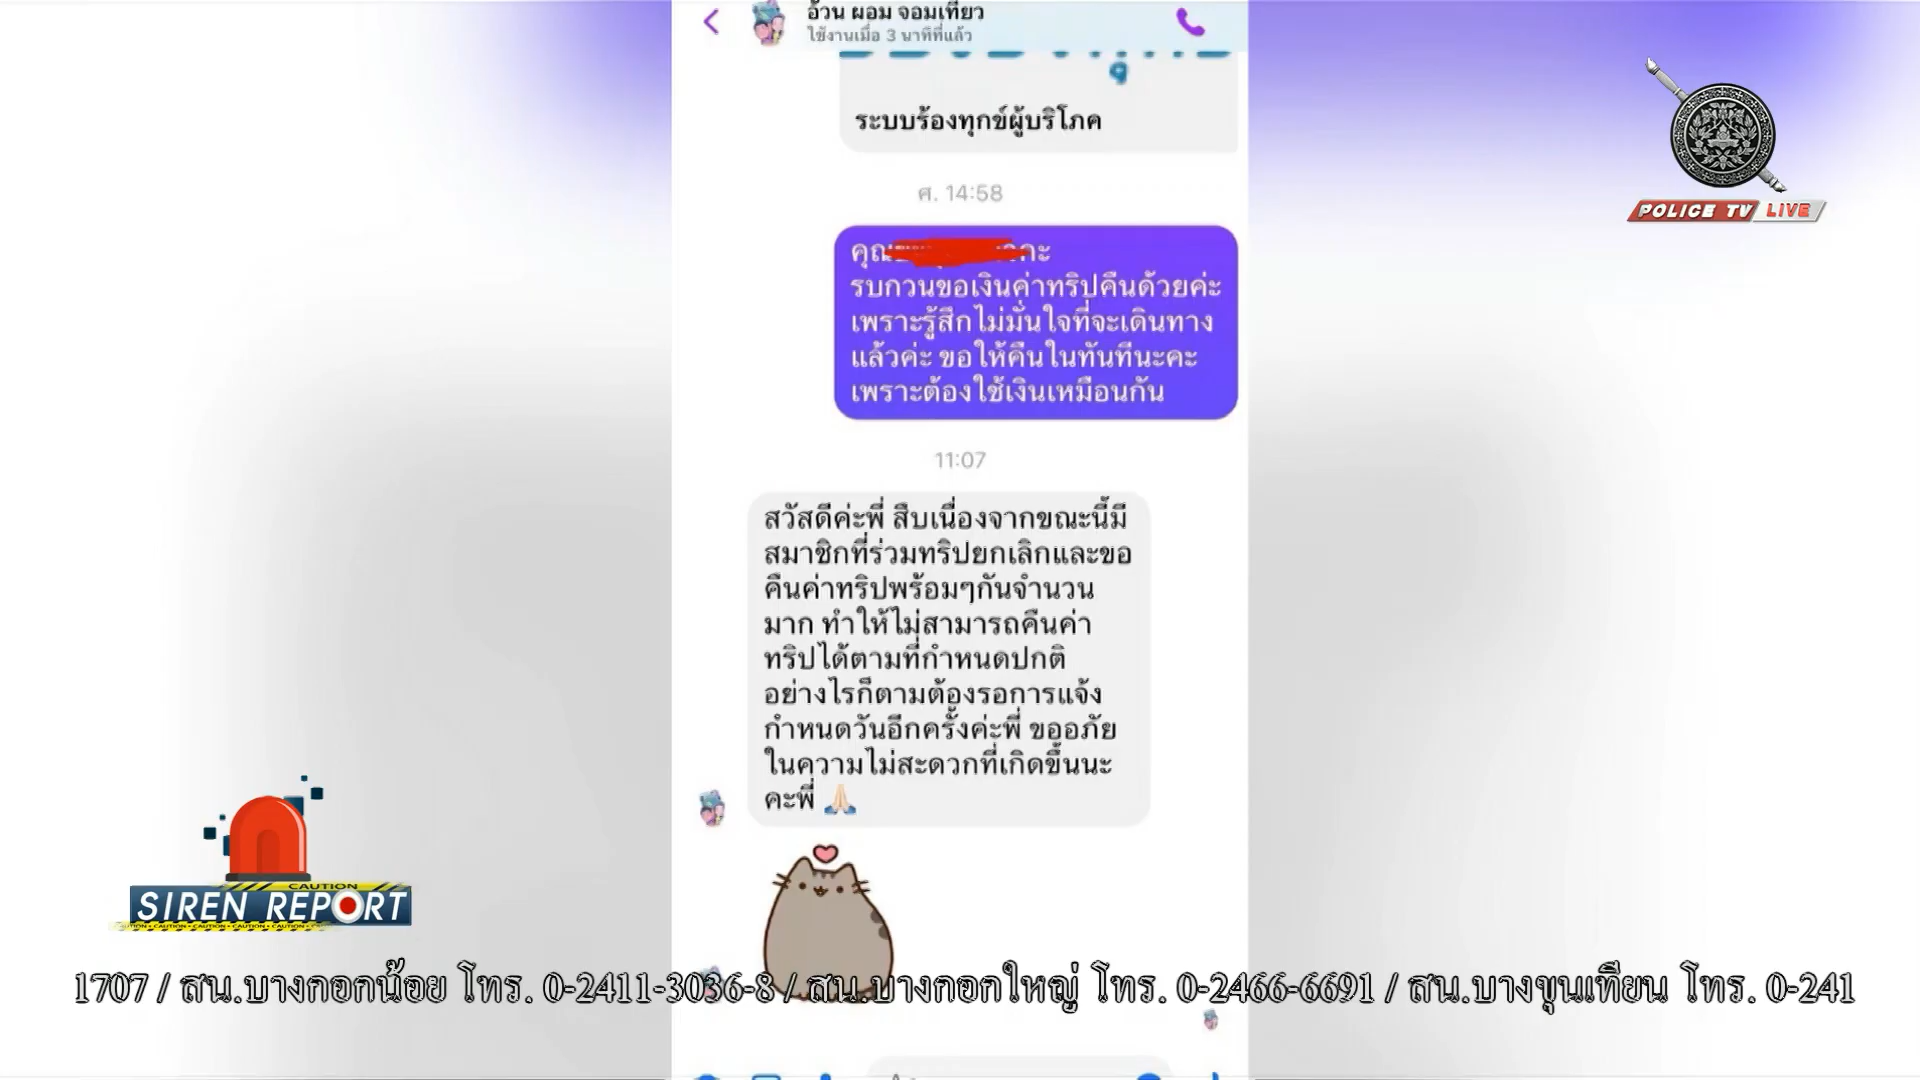 อ้วน ผอม จอมเที่ยว
ใช้งานเมื่อ 3 นาทีที่แล้ว
ระบบร้องทุกข์ผู้บริโภค
ศ. 14:58
คุณ
คะ
รบกวนขอเงินค่าทริปคืนด้วยค่ะ
เพราะรู้สึกไม่มั่นใจที่จะเดินทาง
แล้วค่ะ ขอให้คืนในทันทีนะคะ
เพราะต้องใช้เงินเหมือนกัน
11:07
สวัสดีค่ะพี่ สืบเนื่องจากขณะนี้มี
สมาชิกที่ร่วมทริปยกเลิกและขอ
คืนค่าทริปพร้อมๆกันจำนวน
มาก ทำให้ไม่สามารถคืนค่า
ทริปได้ตามที่กำหนดปกติ
อย่างไรก็ตามต้องรอการแจ้ง
กำหนดวันอีกครั้งค่ะพี่ ขออภัย
ในความไม่สะดวกที่เกิดขึ้นนะ
คะพี่ 🙏🏻
POLICE TV LIVE
CAUTION
SIREN REPORT
CAUTION • CAUTION • CAUTION • CAUTION • CAUTION
1707 / สน.บางกอกน้อย โทร. 0-2411-3036-8 / สน.บางกอกใหญ่ โทร. 0-2466-6691 / สน.บางขุนเทียน โทร. 0-241